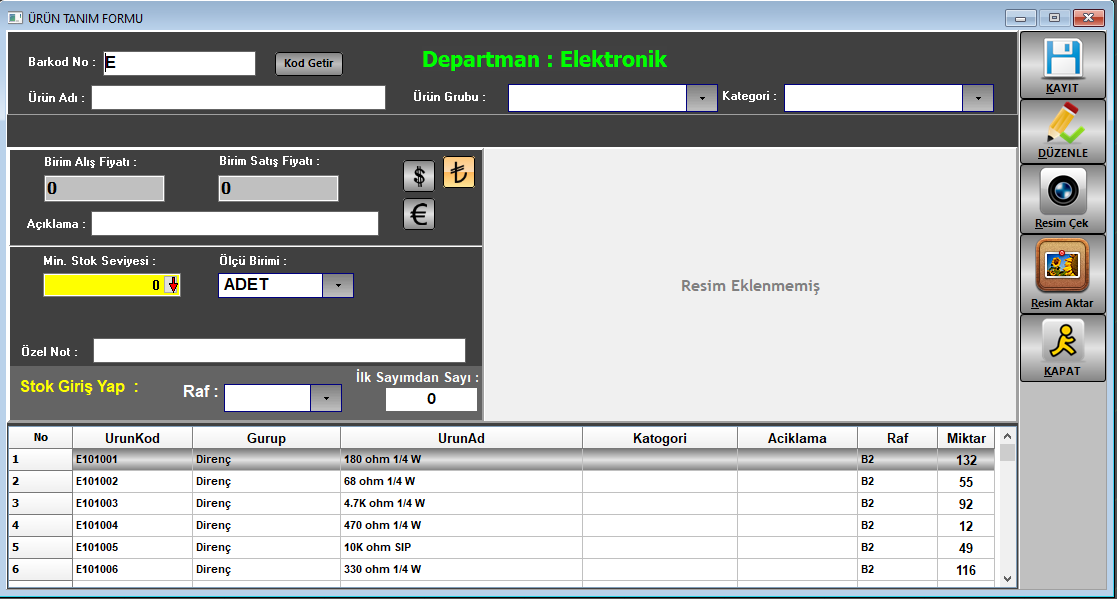 ÜRÜN TANIM FORMU
Barkod No : E Kod Getir
Departman : Elektronik
Ürün Adı : Ürün Grubu : Kategori :
KAYIT
DÜZENLE
Resim Çek
Resim Aktar
KAPAT
Birim Alış Fiyatı : Birim Satış Fiyatı :
0 0 $ ₺
€
Açıklama :
Min. Stok Seviyesi : Ölçü Birimi :
0 ADET
Özel Not :
Stok Giriş Yap : Raf : İlk Sayımdan Sayı :
0
Resim Eklenmemiş
No UrunKod Gurup UrunAd Katogori Aciklama Raf Miktar
1 E101001 Direnç 180 ohm 1/4 W B2 132
2 E101002 Direnç 68 ohm 1/4 W B2 55
3 E101003 Direnç 4.7K ohm 1/4 W B2 92
4 E101004 Direnç 470 ohm 1/4 W B2 12
5 E101005 Direnç 10K ohm SIP B2 49
6 E101006 Direnç 330 ohm 1/4 W B2 116